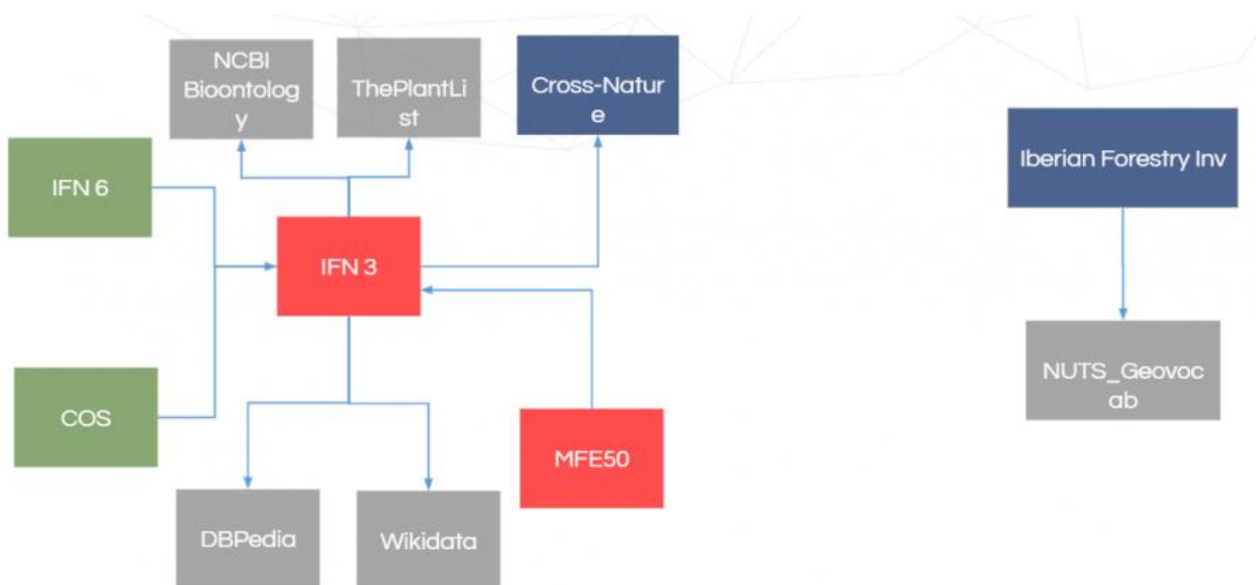 NCBI
Bioontolog
y
ThePlantLi
st
Cross-Natur
e
Iberian Forestry Inv
IFN 6
IFN 3
NUTS_Geovoc
ab
COS
MFE50
DBPedia
Wikidata